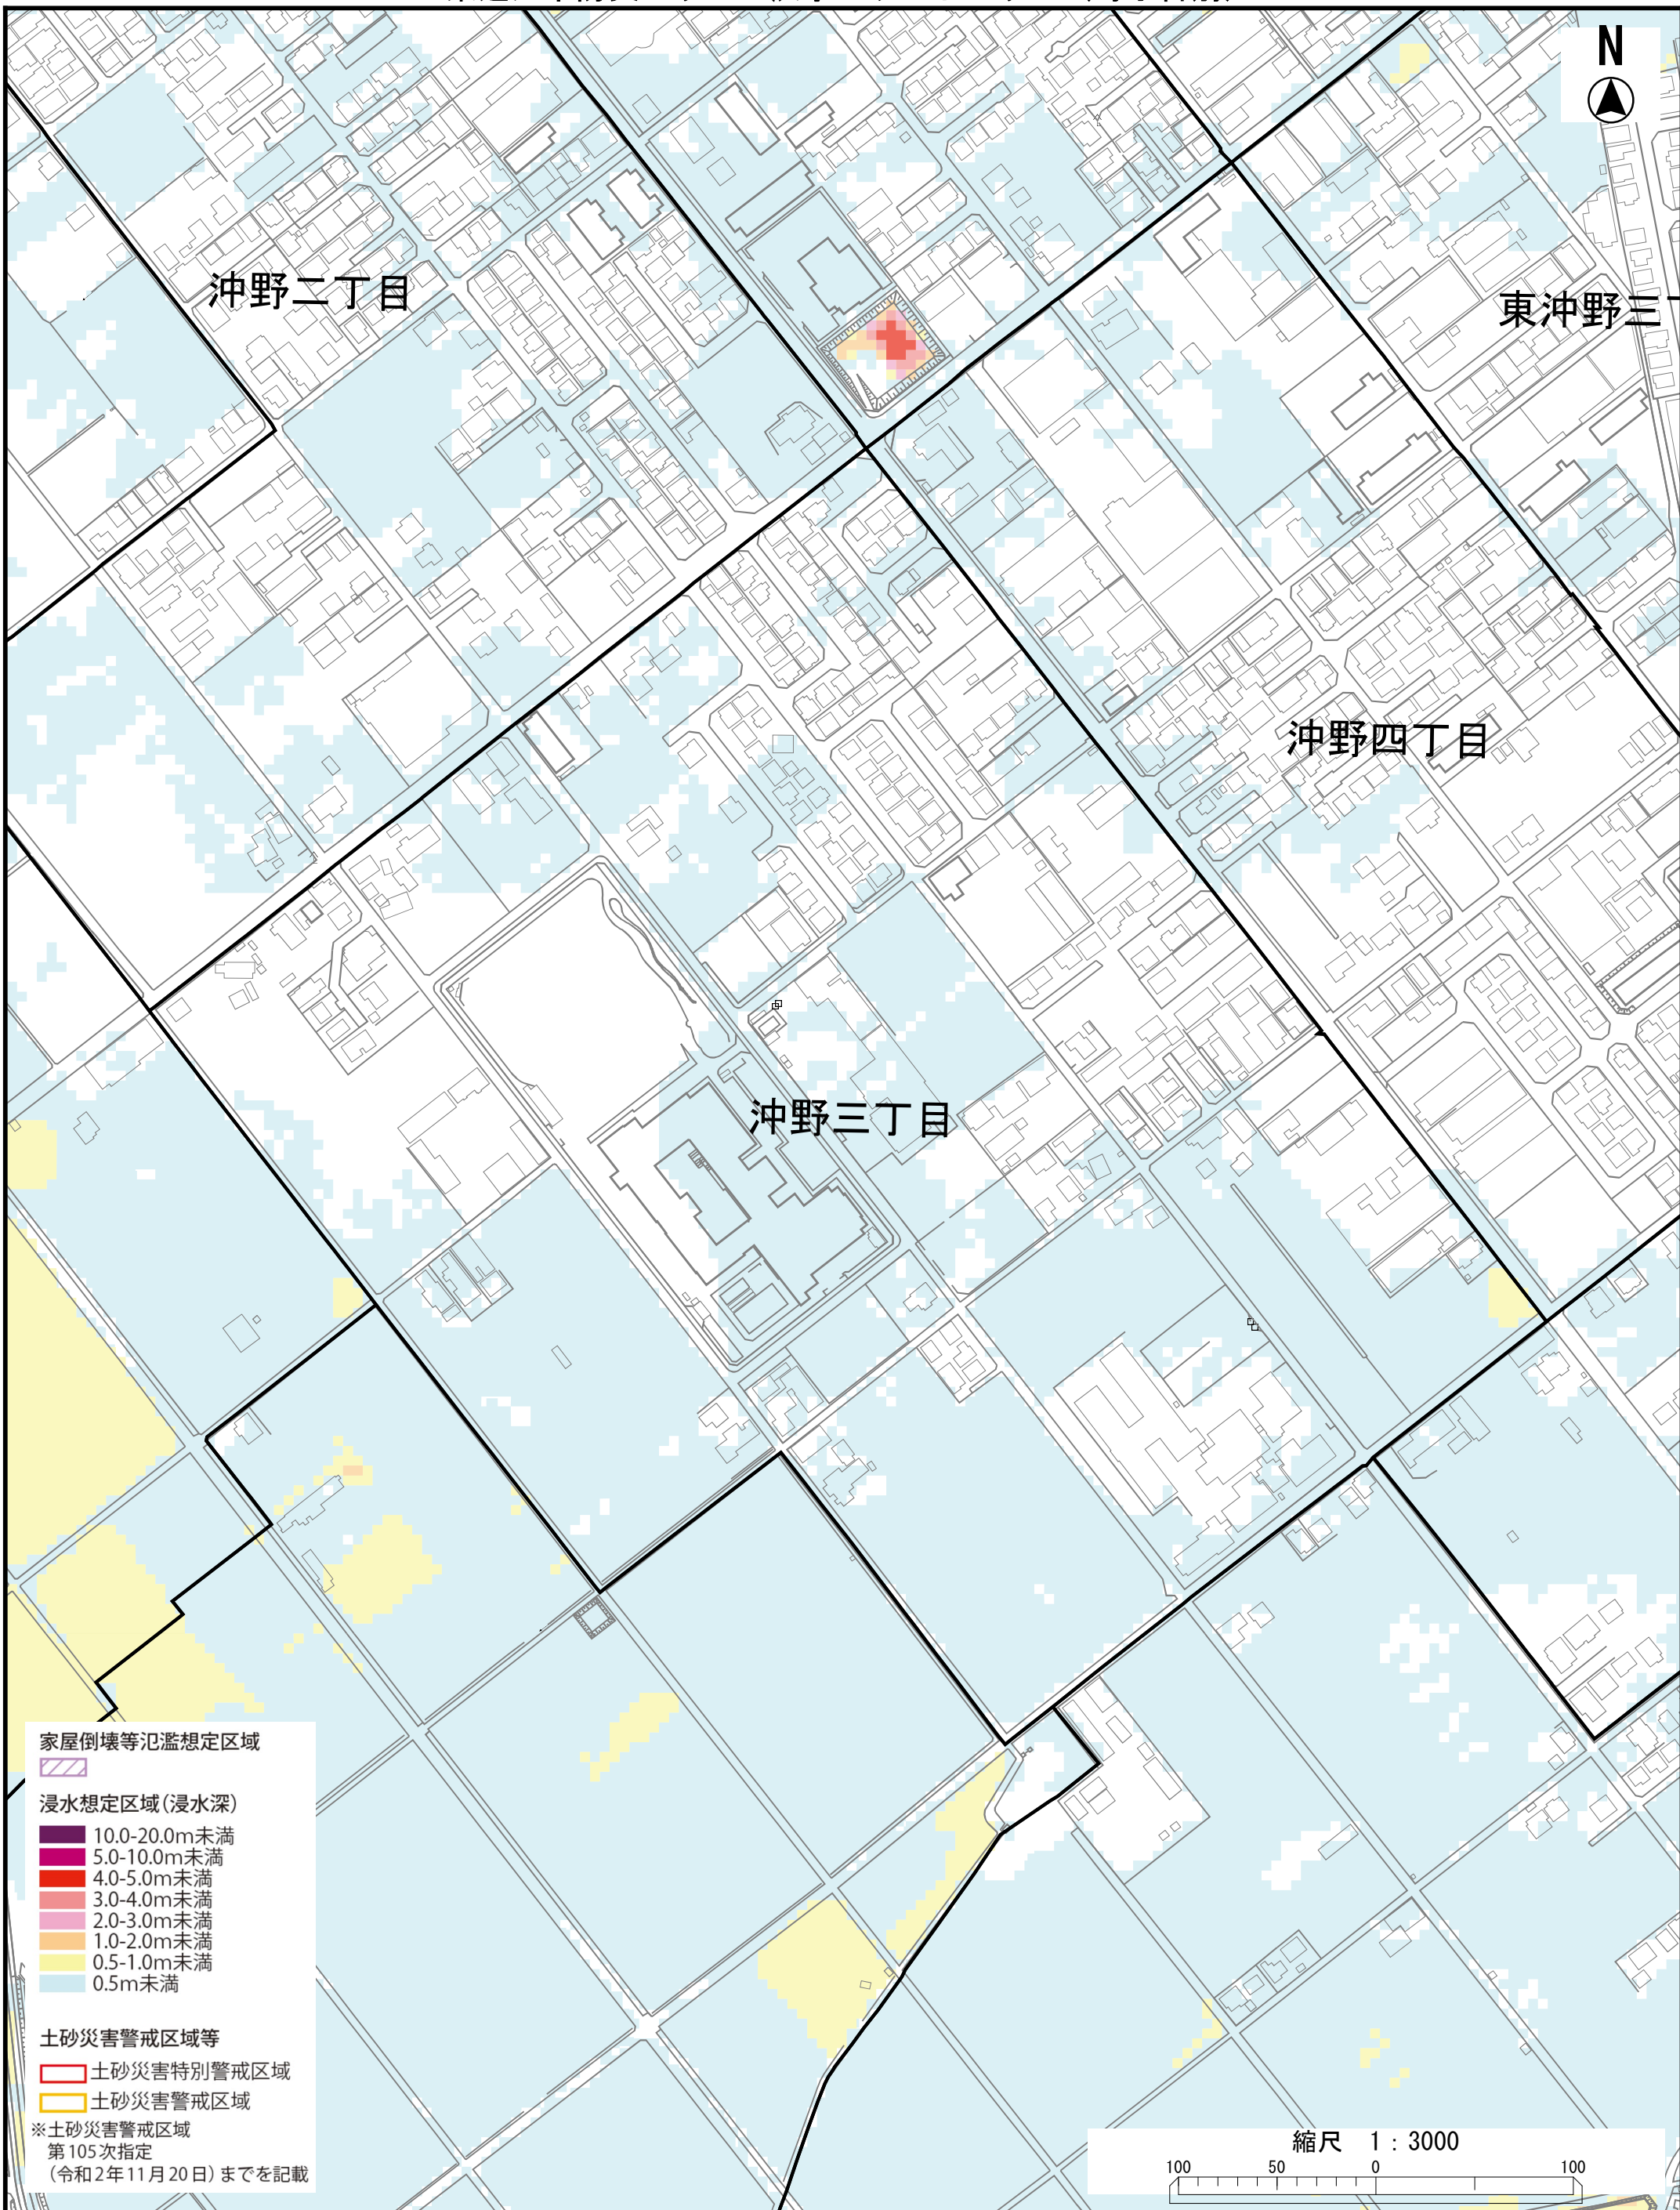 N
沖野二丁目
東沖野三
沖野四丁目
沖野三丁目
家屋倒壊等氾濫想定区域
浸水想定区域(浸水深)
10.0-20.0m未満
5.0-10.0m未満
4.0-5.0m未満
3.0-4.0m未満
2.0-3.0m未満
1.0-2.0m未満
0.5-1.0m未満
0.5m未満
土砂災害警戒区域等
土砂災害特別警戒区域
土砂災害警戒区域
※土砂災害警戒区域
第105次指定
(令和2年11月20日)までを記載
縮尺 1:3000
100 50 0 100